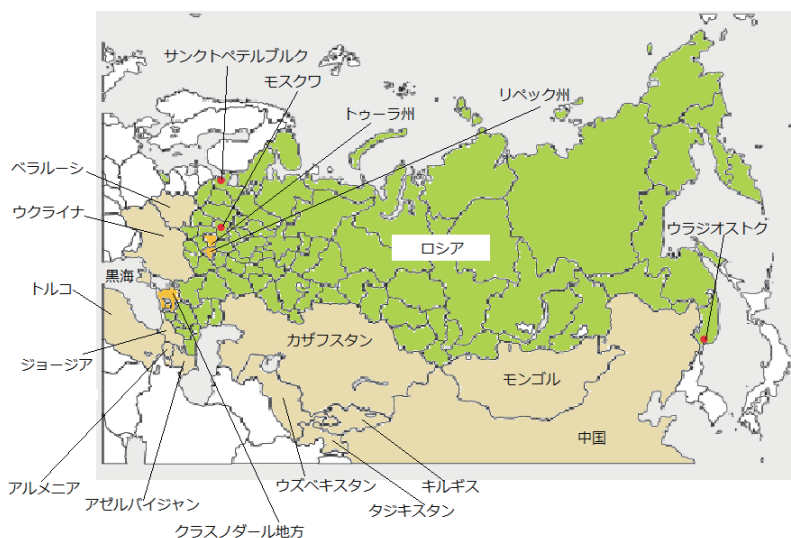 サンクトペテルブルク
モスクワ
リペック州
トゥーラ州
ベラルーシ
ウクライナ
ウラジオストク
ロシア
黒海
トルコ
カザフスタン
ジョージア
モンゴル
中国
アルメニア
アゼルバイジャン
ウズベキスタン
キルギス
タジキスタン
クラスノダール地方